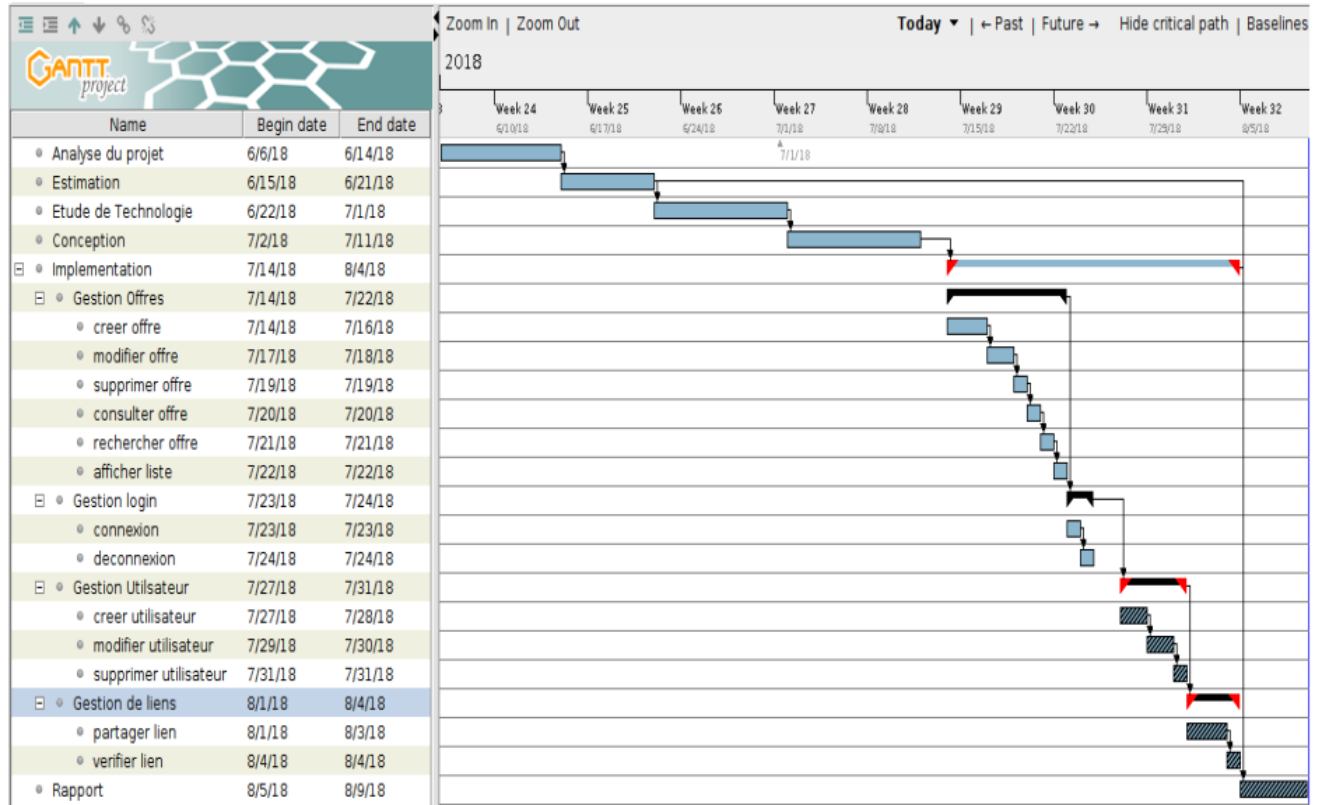 Zoom In | Zoom Out
Today ▼ | ← Past | Future → Hide critical path | Baselines
GANTT
project
2018
Week 24 Week 25 Week 26 Week 27 Week 28 Week 29 Week 30 Week 31 Week 32
6/10/18 6/17/18 6/24/18 7/1/18 7/8/18 7/15/18 7/22/18 7/29/18 8/5/18
Name Begin date End date
7/1/18
Analyse du projet 6/6/18 6/14/18
Estimation 6/15/18 6/21/18
Etude de Technologie 6/22/18 7/1/18
Conception 7/2/18 7/11/18
Implementation 7/14/18 8/4/18
Gestion Offres 7/14/18 7/22/18
creer offre 7/14/18 7/16/18
modifier offre 7/17/18 7/18/18
supprimer offre 7/19/18 7/19/18
consulter offre 7/20/18 7/20/18
rechercher offre 7/21/18 7/21/18
afficher liste 7/22/18 7/22/18
Gestion login 7/23/18 7/24/18
connexion 7/23/18 7/23/18
deconnexion 7/24/18 7/24/18
Gestion Utilsateur 7/27/18 7/31/18
creer utilisateur 7/27/18 7/28/18
modifier utilisateur 7/29/18 7/30/18
supprimer utilisateur 7/31/18 7/31/18
Gestion de liens 8/1/18 8/4/18
partager lien 8/1/18 8/3/18
verifier lien 8/4/18 8/4/18
Rapport 8/5/18 8/9/18